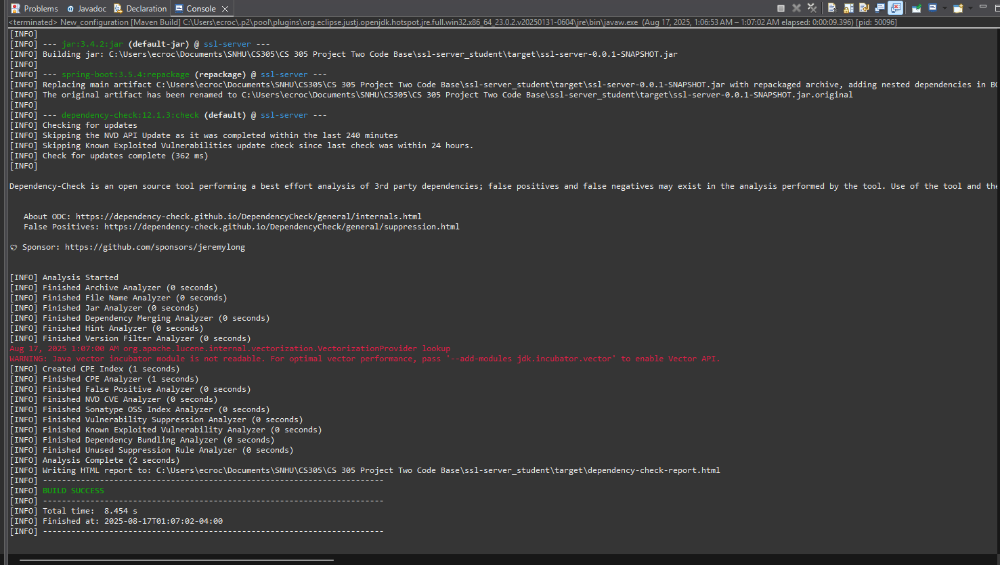 Problems Javadoc Declaration Console
<terminated> New_configuration [Maven Build] C:\Users\ecroc\.p2\pool\plugins\org.eclipse.justj.openjdk.hotspot.jre.full.win32.x86_64_23.0.2.v20250131-0604\jre\bin\javaw.exe (Aug 17, 2025, 1:06:53 AM – 1:07:02 AM elapsed: 0:00:09.396) [pid: 50096]
[INFO]
[INFO] --- jar:3.4.2:jar (default-jar) @ ssl-server ---
[INFO] Building jar: C:\Users\ecroc\Documents\SNHU\CS305\CS 305 Project Two Code Base\ssl-server_student\target\ssl-server-0.0.1-SNAPSHOT.jar
[INFO]
[INFO] --- spring-boot:3.5.4:repackage (repackage) @ ssl-server ---
[INFO] Replacing main artifact C:\Users\ecroc\Documents\SNHU\CS305\CS 305 Project Two Code Base\ssl-server_student\target\ssl-server-0.0.1-SNAPSHOT.jar with repackaged archive, adding nested dependencies in BO
[INFO] The original artifact has been renamed to C:\Users\ecroc\Documents\SNHU\CS305\CS 305 Project Two Code Base\ssl-server_student\target\ssl-server-0.0.1-SNAPSHOT.jar.original
[INFO]
[INFO] --- dependency-check:12.1.3:check (default) @ ssl-server ---
[INFO] Checking for updates
[INFO] Skipping the NVD API Update as it was completed within the last 240 minutes
[INFO] Skipping Known Exploited Vulnerabilities update check since last check was within 24 hours.
[INFO] Check for updates complete (362 ms)
[INFO]
Dependency-Check is an open source tool performing a best effort analysis of 3rd party dependencies; false positives and false negatives may exist in the analysis performed by the tool. Use of the tool and the
About ODC: https://dependency-check.github.io/DependencyCheck/general/internals.html
False Positives: https://dependency-check.github.io/DependencyCheck/general/suppression.html
Sponsor: https://github.com/sponsors/jeremylong
[INFO] Analysis Started
[INFO] Finished Archive Analyzer (0 seconds)
[INFO] Finished File Name Analyzer (0 seconds)
[INFO] Finished Jar Analyzer (0 seconds)
[INFO] Finished Dependency Merging Analyzer (0 seconds)
[INFO] Finished Hint Analyzer (0 seconds)
[INFO] Finished Version Filter Analyzer (0 seconds)
Aug 17, 2025 1:07:00 AM org.apache.lucene.internal.vectorization.VectorizationProvider lookup
WARNING: Java vector incubator module is not readable. For optimal vector performance, pass '--add-modules jdk.incubator.vector' to enable Vector API.
[INFO] Created CPE Index (1 seconds)
[INFO] Finished CPE Analyzer (1 seconds)
[INFO] Finished False Positive Analyzer (0 seconds)
[INFO] Finished NVD CVE Analyzer (0 seconds)
[INFO] Finished Sonatype OSS Index Analyzer (0 seconds)
[INFO] Finished Vulnerability Suppression Analyzer (0 seconds)
[INFO] Finished Known Exploited Vulnerability Analyzer (0 seconds)
[INFO] Finished Dependency Bundling Analyzer (0 seconds)
[INFO] Finished Unused Suppression Rule Analyzer (0 seconds)
[INFO] Analysis Complete (2 seconds)
[INFO] Writing HTML report to: C:\Users\ecroc\Documents\SNHU\CS305\CS 305 Project Two Code Base\ssl-server_student\target\dependency-check-report.html
[INFO] ------------------------------------------------------------------------
[INFO] BUILD SUCCESS
[INFO] ------------------------------------------------------------------------
[INFO] Total time:  8.454 s
[INFO] Finished at: 2025-08-17T01:07:02-04:00
[INFO] ------------------------------------------------------------------------